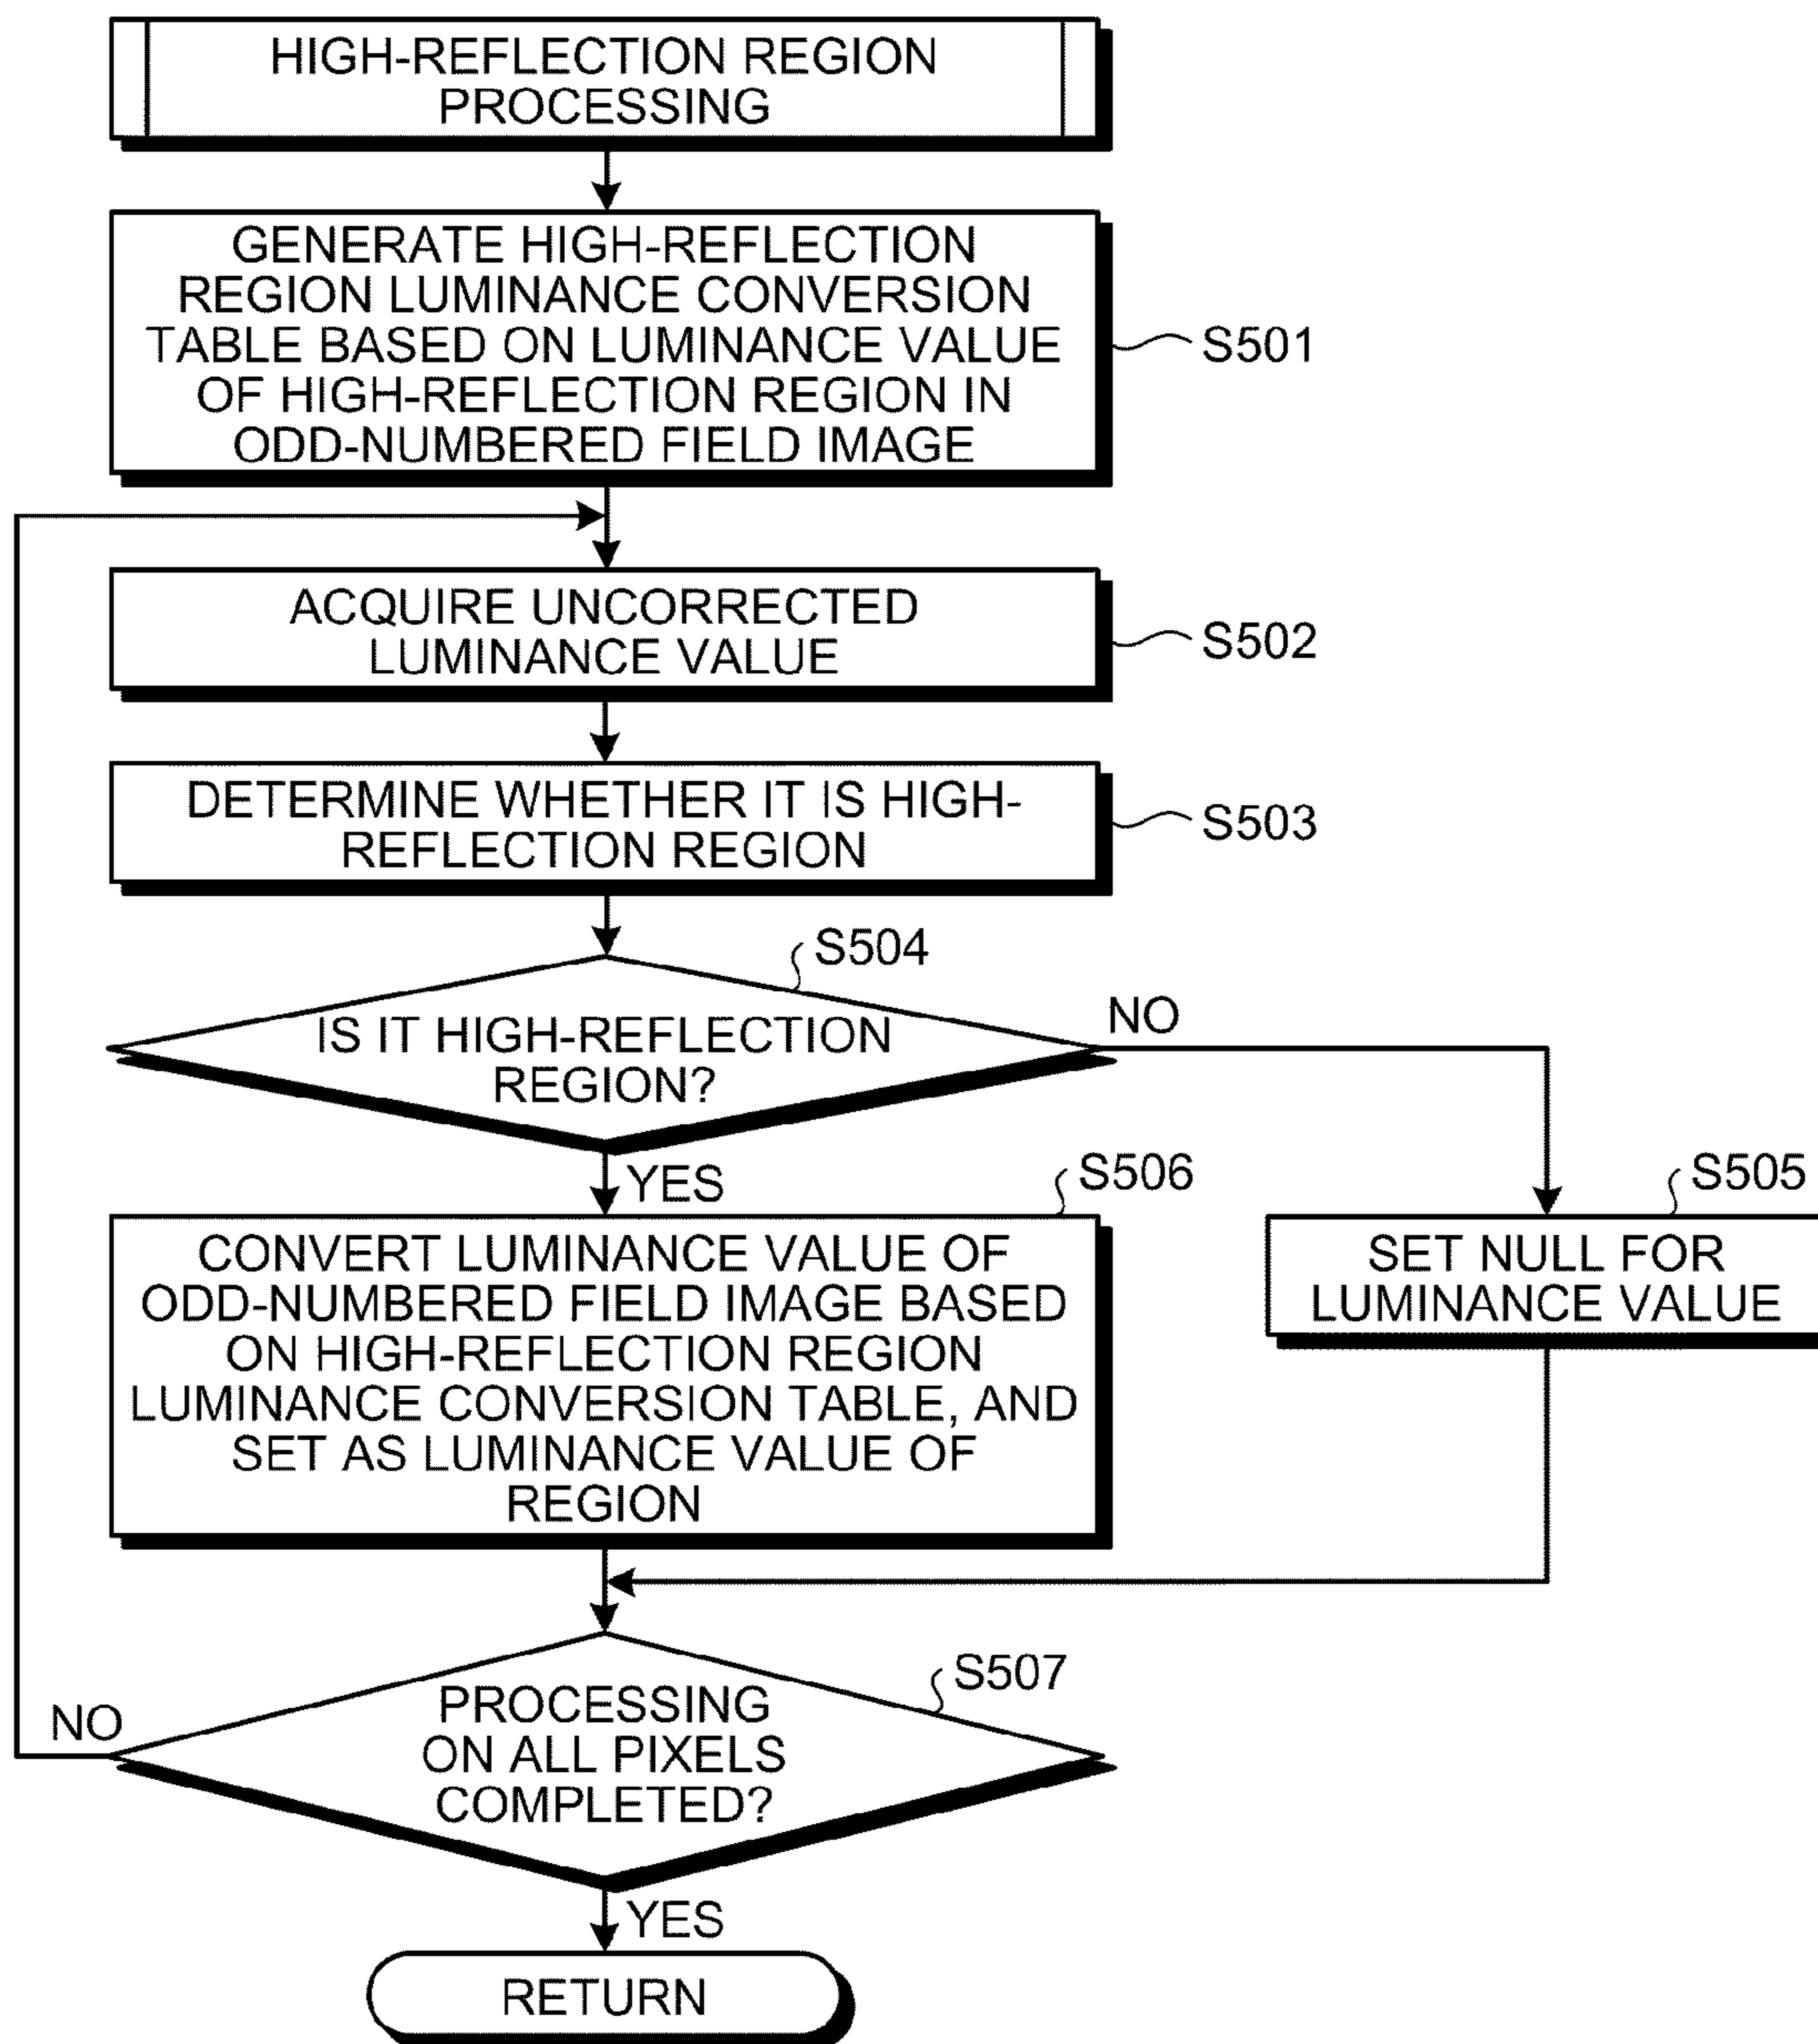 HIGH-REFLECTION REGION
PROCESSING
GENERATE HIGH-REFLECTION
REGION LUMINANCE CONVERSION
TABLE BASED ON LUMINANCE VALUE
OF HIGH-REFLECTION REGION IN
ODD-NUMBERED FIELD IMAGE
S501
ACQUIRE UNCORRECTED
LUMINANCE VALUE
S502
DETERMINE WHETHER IT IS HIGH-
REFLECTION REGION
S503
S504
IS IT HIGH-REFLECTION
REGION?
NO
YES
S506
CONVERT LUMINANCE VALUE OF
ODD-NUMBERED FIELD IMAGE BASED
ON HIGH-REFLECTION REGION
LUMINANCE CONVERSION TABLE, AND
SET AS LUMINANCE VALUE OF
REGION
S505
SET NULL FOR
LUMINANCE VALUE
S507
PROCESSING
ON ALL PIXELS
COMPLETED?
NO
YES
RETURN